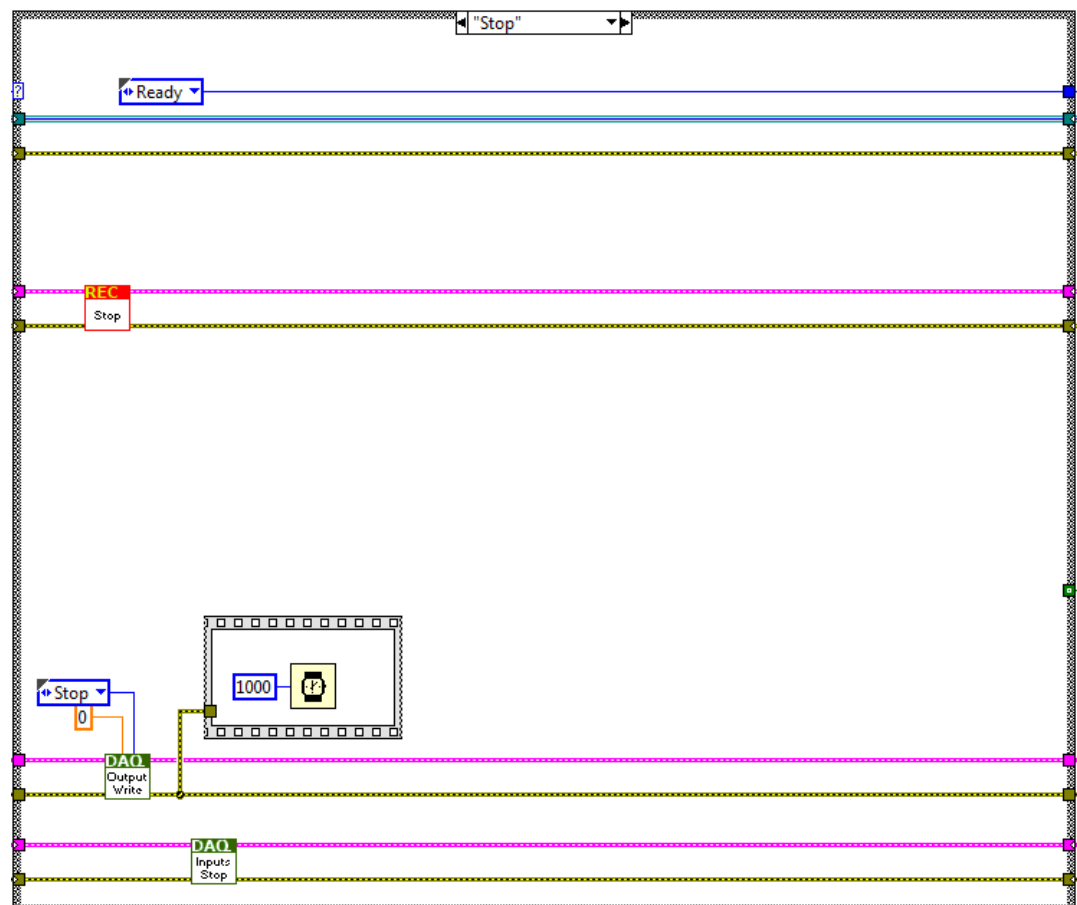 "Stop"
?
Ready
REC
Stop
1000
Stop
0
DAQ
Output
Write
DAQ
Inputs
Stop